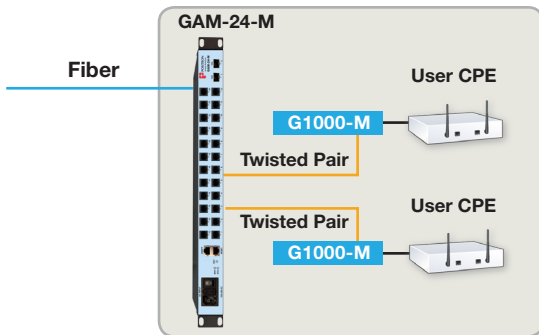 GAM-24-M
Fiber
User CPE
G1000-M
Twisted Pair
User CPE
Twisted Pair
G1000-M